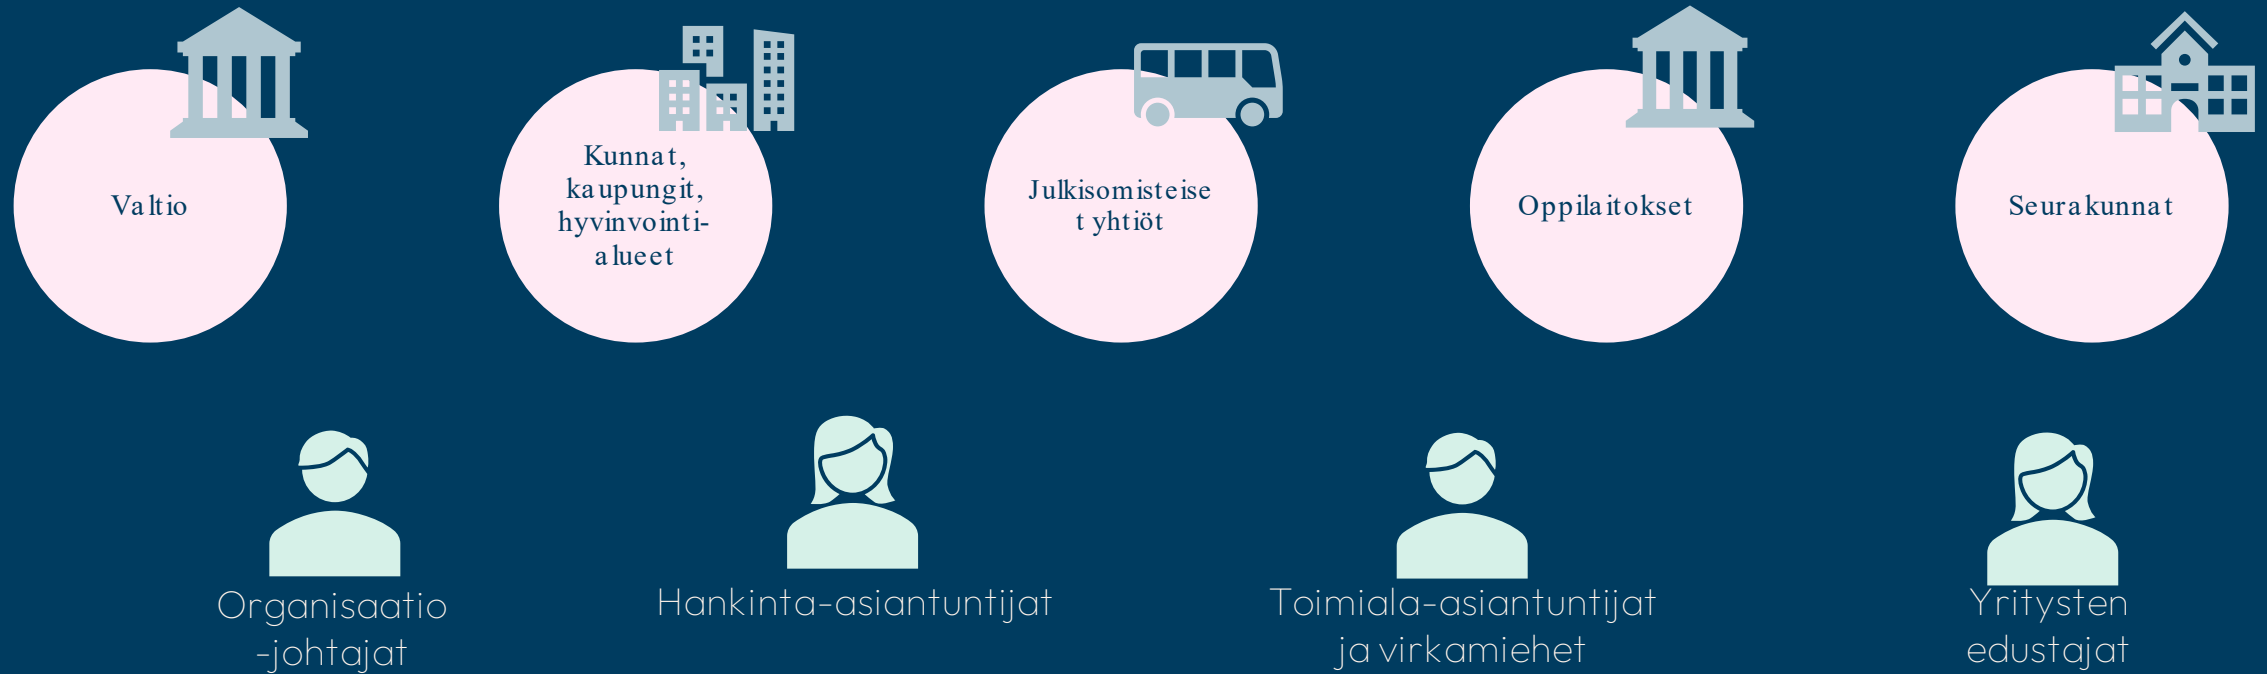 Valtio
Kunnat,
kaupungit,
hyvinvointi-
alueet
Julkisomisteise
t yhtiöt
Oppilaitokset
Seurakunnat
Organisaatio
-johtajat
Hankinta-asiantuntijat
Toimiala-asiantuntijat
ja virkamiehet
Yritysten
edustajat